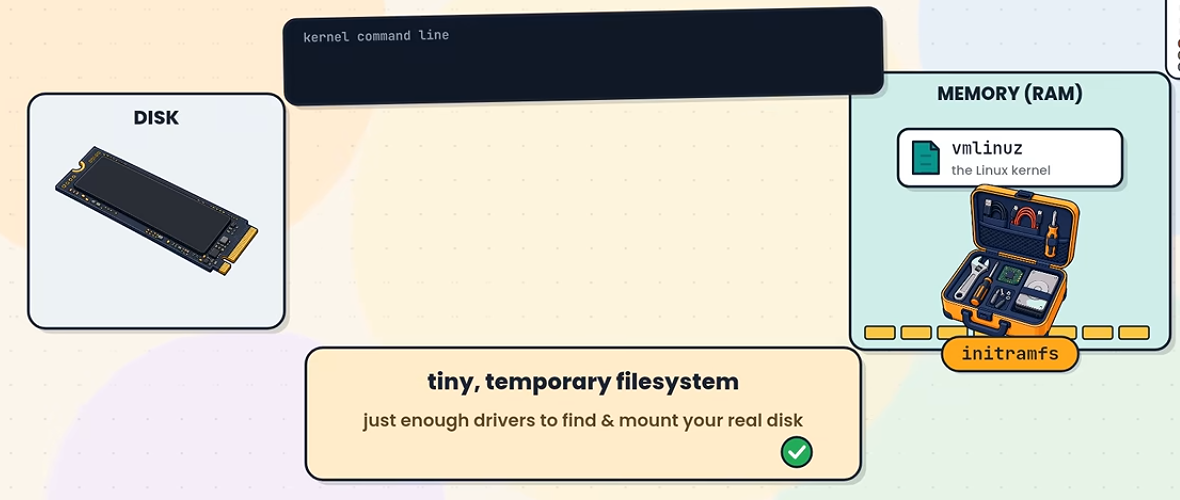 kernel command line
DISK
MEMORY (RAM)
vmlinuz
the Linux kernel
initramfs
tiny, temporary filesystem
just enough drivers to find & mount your real disk